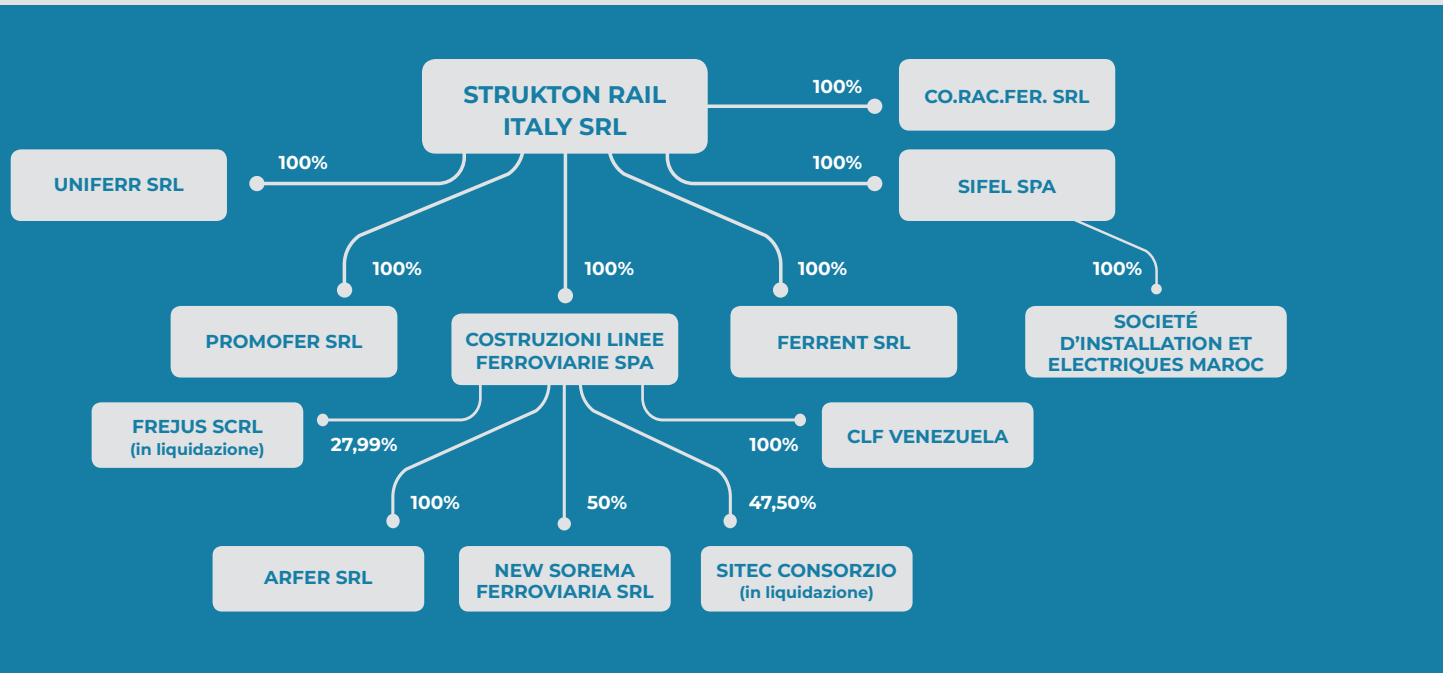 STRUKTON RAIL
ITALY SRL
100%
CO.RAC.FER. SRL
UNIFERR SRL
100%
100%
SIFEL SPA
100%
100%
100%
100%
PROMOFER SRL
COSTRUZIONI LINEE
FERROVIARIE SPA
FERRENT SRL
SOCIETÉ
D’INSTALLATION ET
ELECTRIQUES MAROC
FREJUS SCRL
(in liquidazione)
27,99%
100%
CLF VENEZUELA
100%
50%
47,50%
ARFER SRL
NEW SOREMA
FERROVIARIA SRL
SITEC CONSORZIO
(in liquidazione)